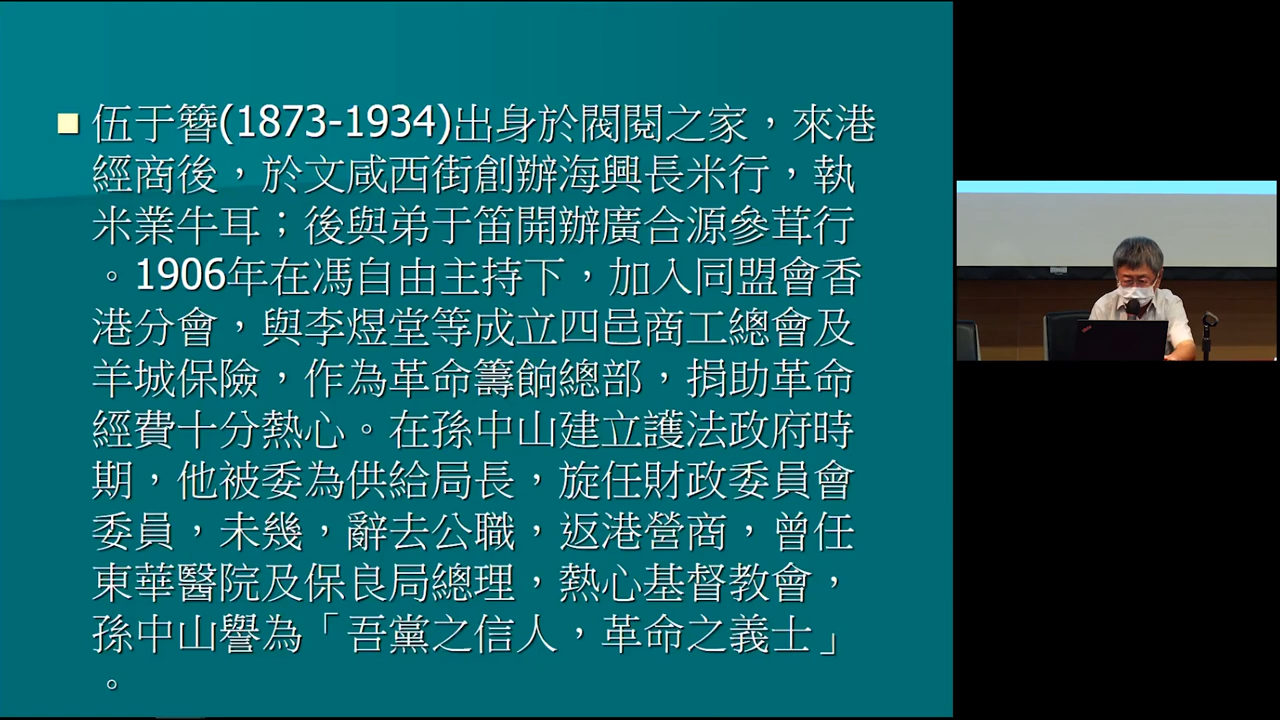 伍于簪(1873-1934)出身於閥閱之家，來港
經商後，於文咸西街創辦海興長米行，執
米業牛耳；後與弟于笛開辦廣合源參茸行
。1906年在馮自由主持下，加入同盟會香
港分會，與李煜堂等成立四邑商工總會及
羊城保險，作為革命籌餉總部，捐助革命
經費十分熱心。在孫中山建立護法政府時
期，他被委為供給局長，旋任財政委員會
委員，未幾，辭去公職，返港營商，曾任
東華醫院及保良局總理，熱心基督教會，
孫中山譽為「吾黨之信人，革命之義士」
。